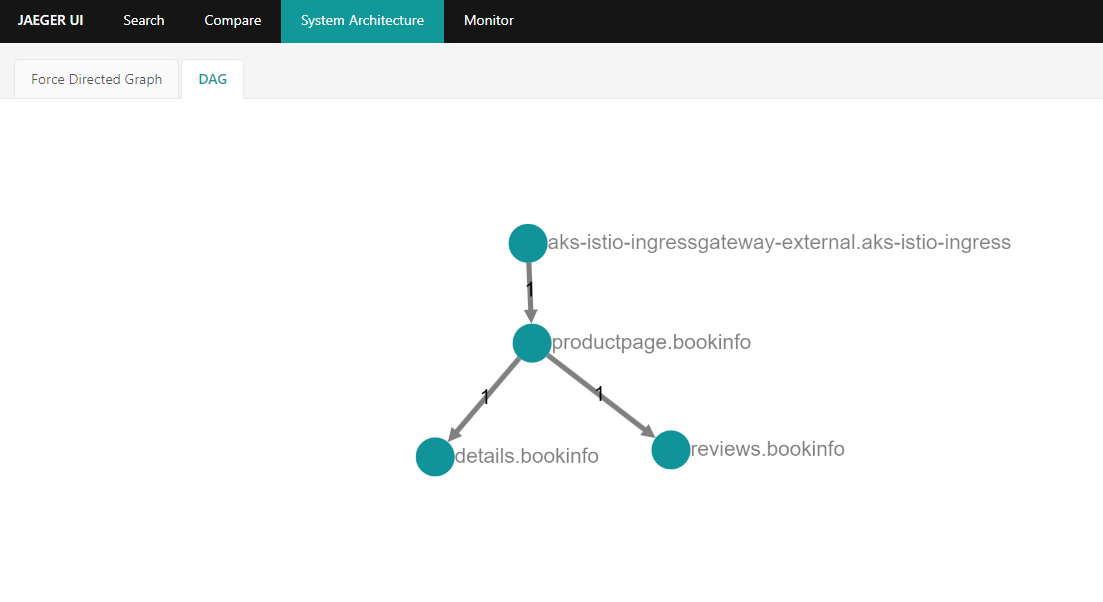 JAEGER UI Search Compare System Architecture Monitor
Force Directed Graph DAG
aks-istio-ingressgateway-external.aks-istio-ingress
1
productpage.bookinfo
1 1
details.bookinfo reviews.bookinfo